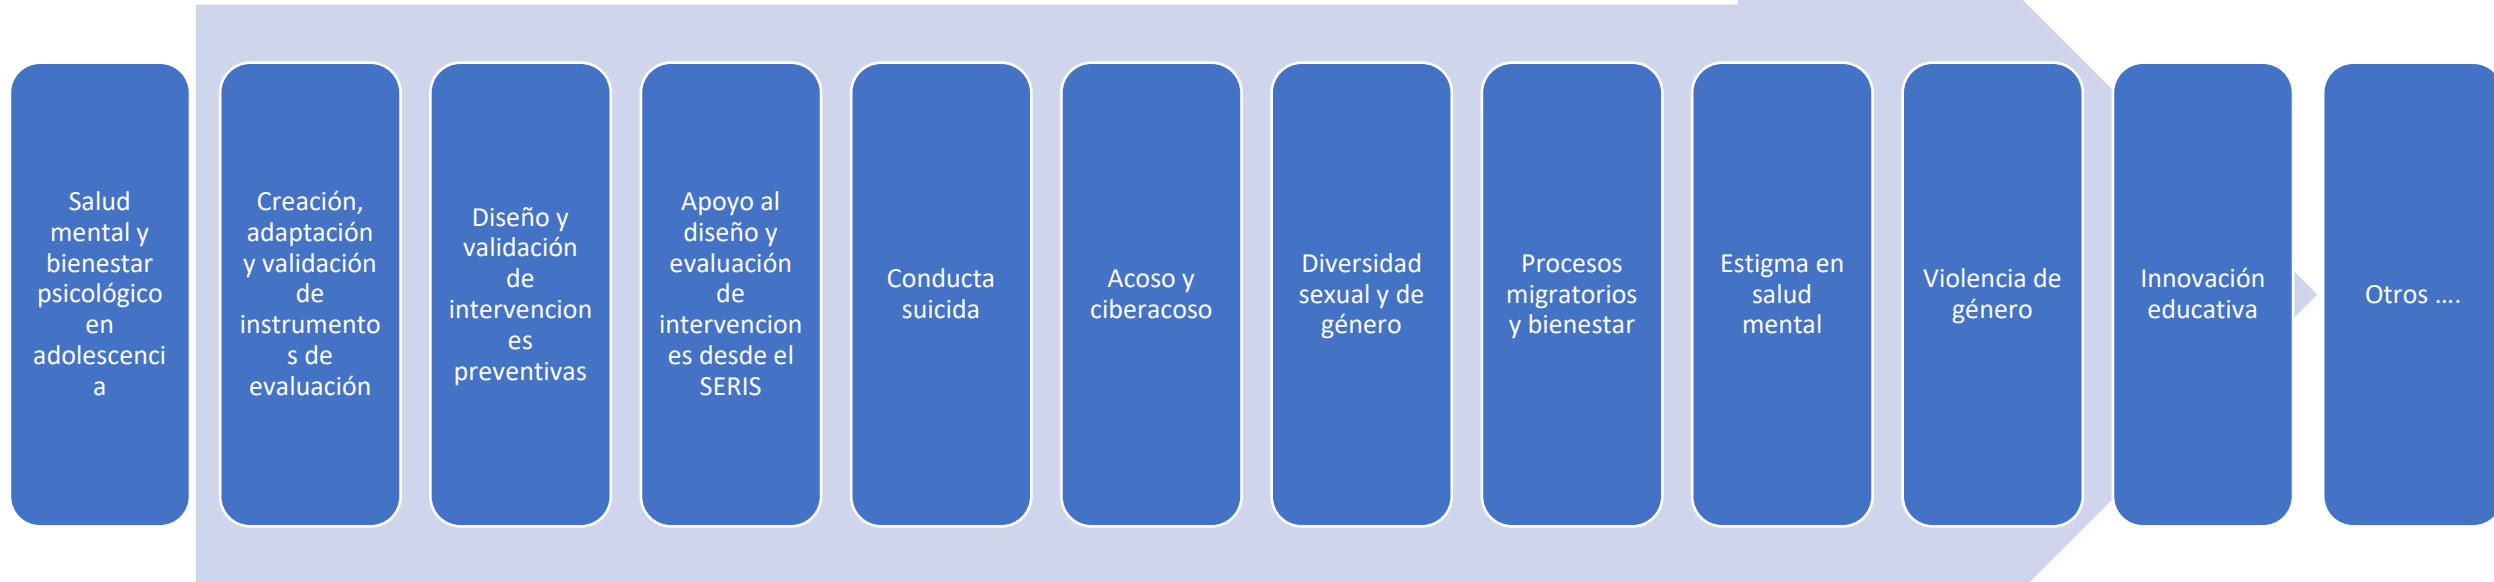 Salud
mental y
bienestar
psicológico
en
adolescenci
a
Creación,
adaptación
y validación
de
instrumento
s de
evaluación
Diseño y
validación
de
intervencion
es
preventivas
Apoyo al
diseño y
evaluación
de
intervencion
es desde el
SERIS
Conducta
suicida
Acoso y
ciberacoso
Diversidad
sexual y de
género
Procesos
migratorios
y bienestar
Estigma en
salud
mental
Violencia de
género
Innovación
educativa
Otros ....